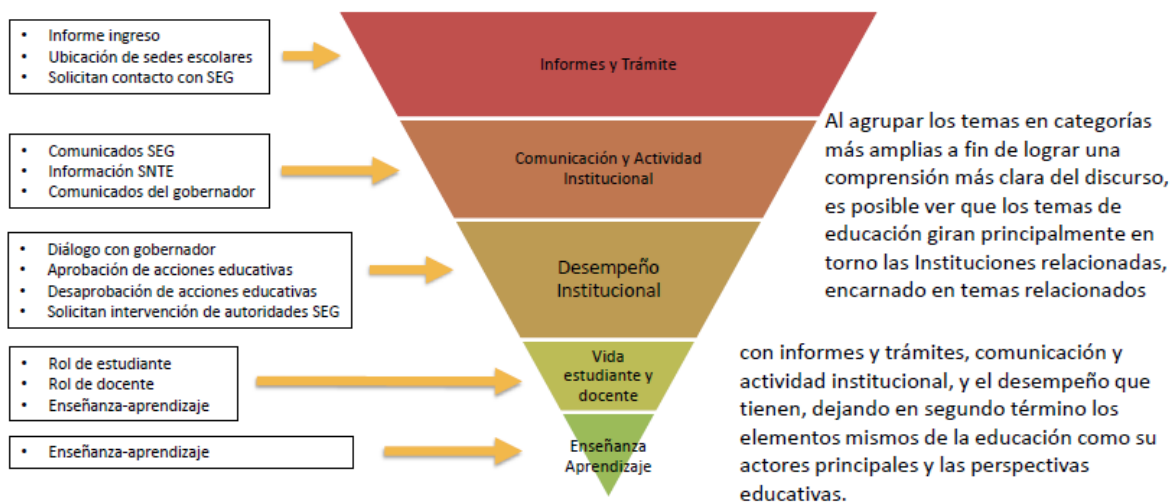 • Informe ingreso
• Ubicación de sedes escolares
• Solicitan contacto con SEG
Informes y Trámite
• Comunicados SEG
• Información SNTE
• Comunicados del gobernador
Comunicación y Actividad
Institucional
• Diálogo con gobernador
• Aprobación de acciones educativas
• Desaprobación de acciones educativas
• Solicitan intervención de autoridades SEG
Desempeño
Institucional
• Rol de estudiante
• Rol de docente
• Enseñanza-aprendizaje
Vida
estudiante y
docente
• Enseñanza-aprendizaje
Enseñanza
Aprendizaje
Al agrupar los temas en categorías
más amplias a fin de lograr una
comprensión más clara del discurso,
es posible ver que los temas de
educación giran principalmente en
torno las Instituciones relacionadas,
encarnado en temas relacionados
con informes y trámites, comunicación y
actividad institucional, y el desempeño que
tienen, dejando en segundo término los
elementos mismos de la educación como su
actores principales y las perspectivas
educativas.